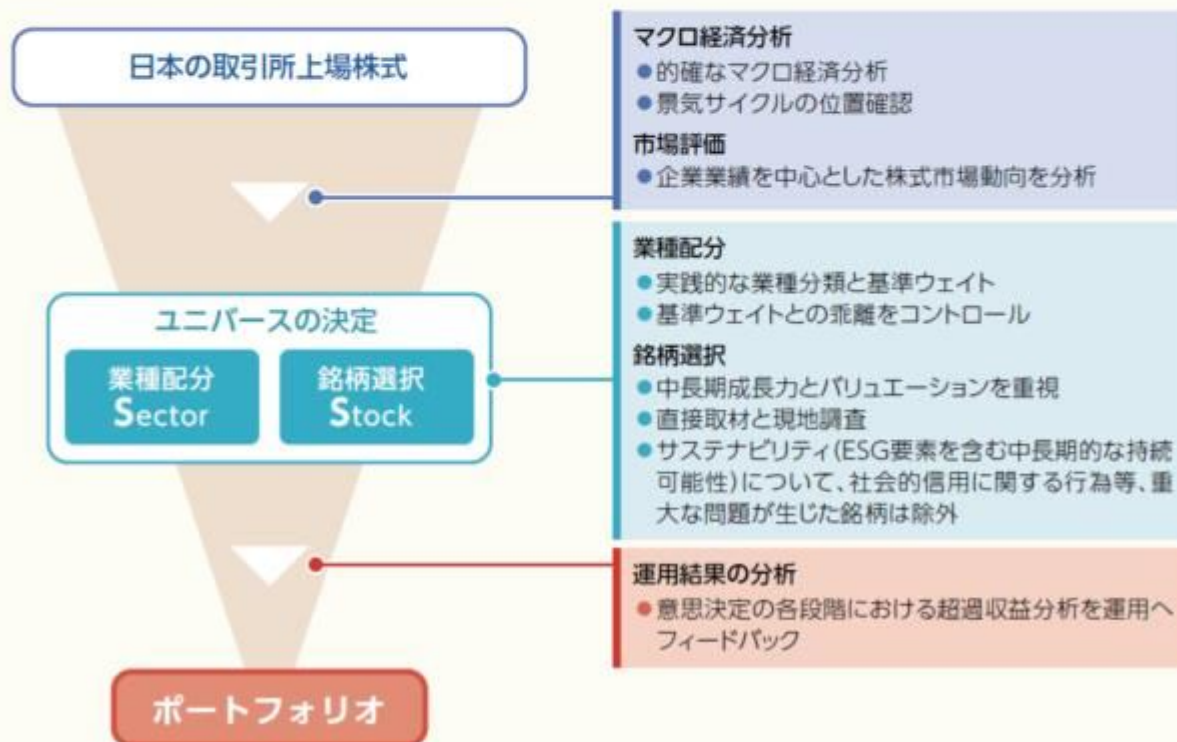 日本の取引所上場株式
マクロ経済分析
●的確なマクロ経済分析
●景気サイクルの位置確認
市場評価
●企業業績を中心とした株式市場動向を分析
ユニバースの決定
業種配分
Sector
銘柄選択
Stock
業種配分
●実践的な業種分類と基準ウェイト
●基準ウェイトとの乖離をコントロール
銘柄選択
●中長期成長力とバリュエーションを重視
●直接取材と現地調査
●サステナビリティ(ESG要素を含む中長期的な持続
可能性)について、社会的信用に関する行為等、重
大な問題が生じた銘柄は除外
運用結果の分析
●意思決定の各段階における超過収益分析を運用へ
フィードバック
ポートフォリオ